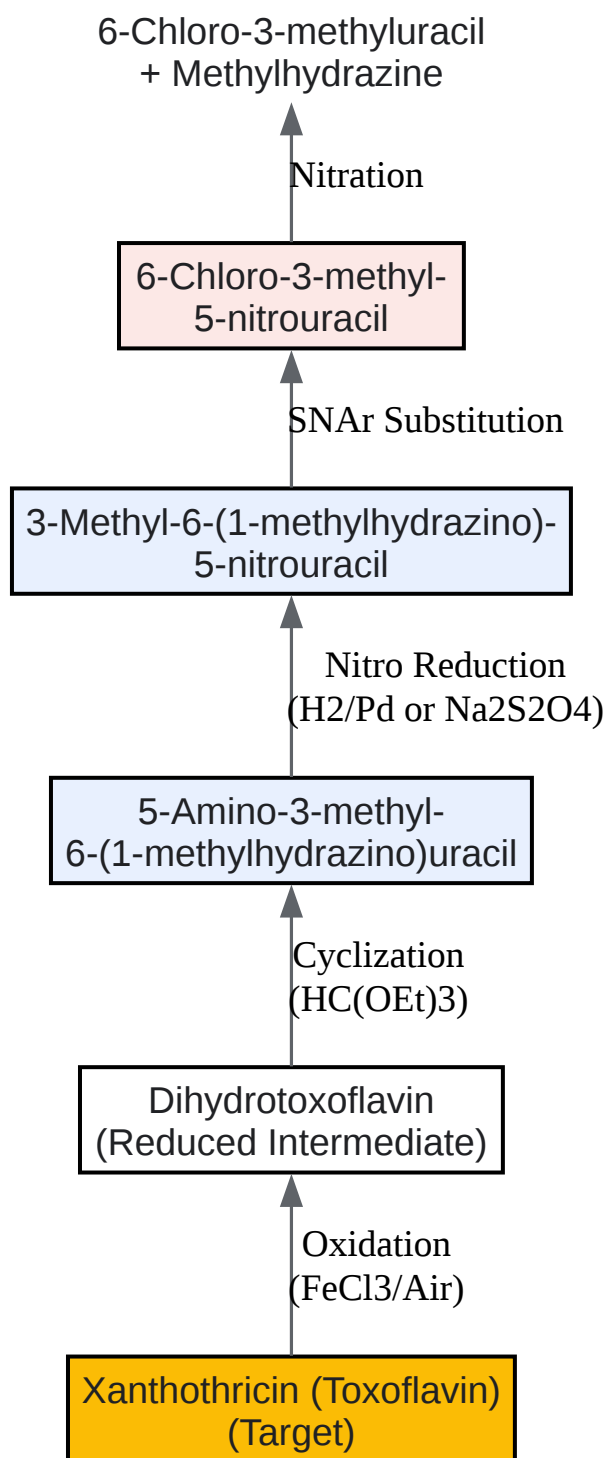 6-Chloro-3-methyluracil
+ Methylhydrazine
Nitration
6-Chloro-3-methyl-
5-nitrouracil
SNAr Substitution
3-Methyl-6-(1-methylhydrazino)-
5-nitrouracil
Nitro Reduction
(H2/Pd or Na2S2O4)
5-Amino-3-methyl-
6-(1-methylhydrazino)uracil
Cyclization
(HC(OEt)3)
Dihydrotoxoflavin
(Reduced Intermediate)
Oxidation
(FeCl3/Air)
Xanthothricin (Toxoflavin)
(Target)